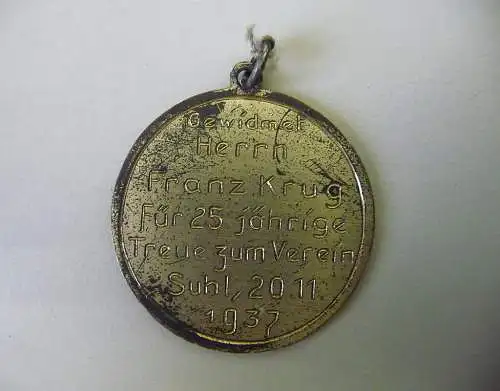 Gewidmet
Herrn
Franz Krug
Für 25 jährige
Treue zum Verein
Suhl, 20 11
1937